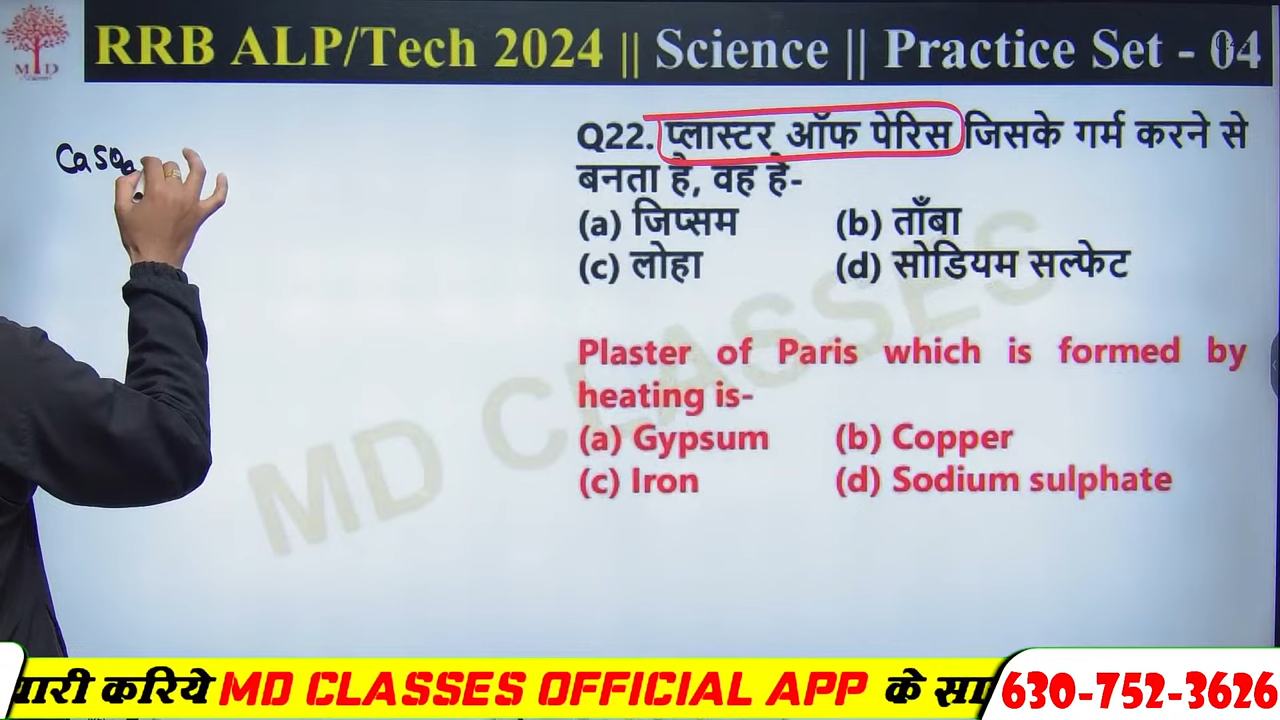 RRB ALP/Tech 2024 || Science || Practice Set - 04
MD
CaSO₄
Q22. प्लास्टर ऑफ पेरिस जिसके गर्म करने से
बनता है, वह है-
(a) जिप्सम (b) ताँबा
(c) लोहा (d) सोडियम सल्फेट
Plaster of Paris which is formed by
heating is-
(a) Gypsum (b) Copper
(c) Iron (d) Sodium sulphate
MD CLASSES
यारी करिये MD CLASSES OFFICIAL APP के सा
630-752-3626